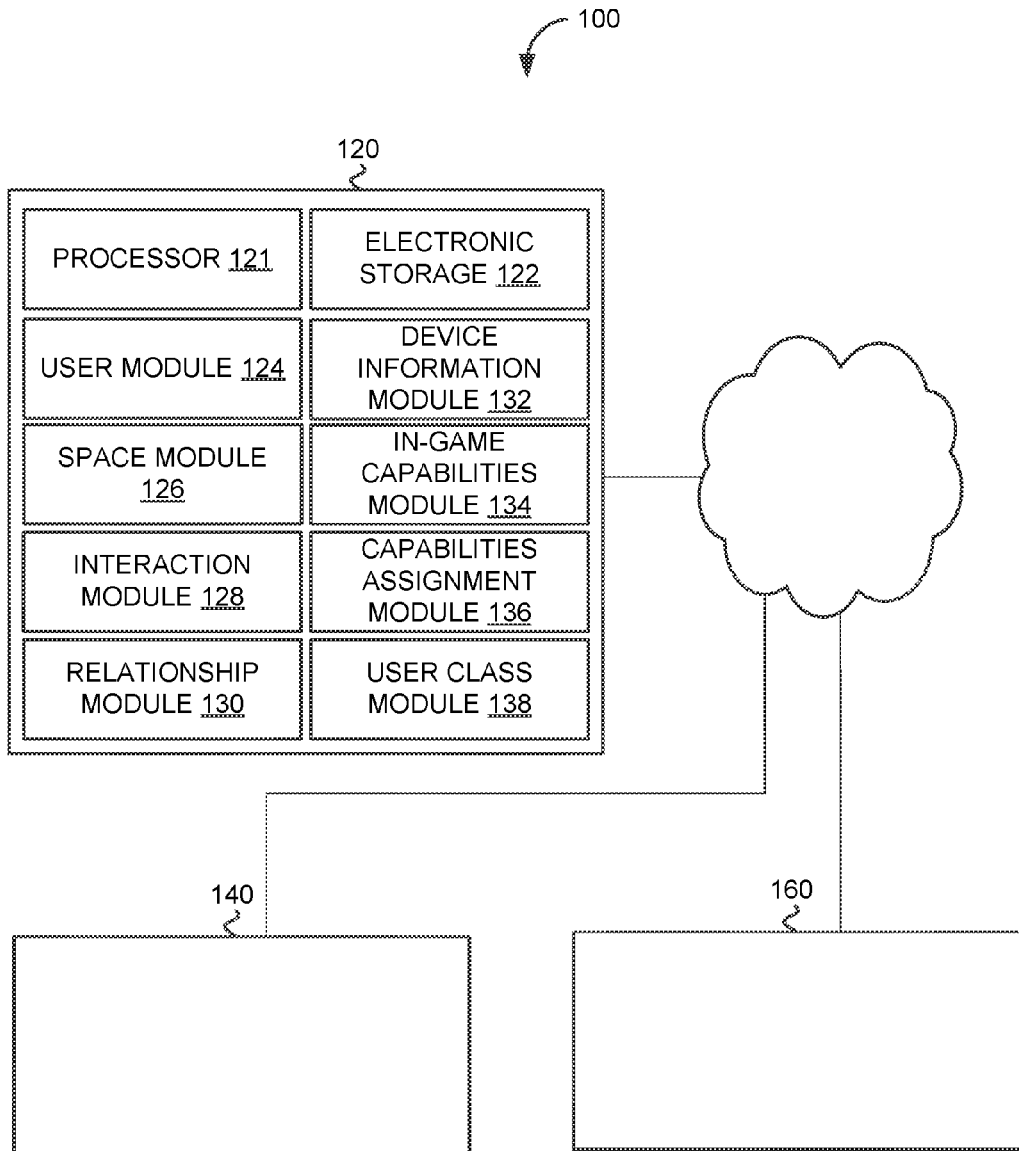 100
120
PROCESSOR 121
ELECTRONIC
STORAGE 122
USER MODULE 124
DEVICE
INFORMATION
MODULE 132
SPACE MODULE
126
IN-GAME
CAPABILITIES
MODULE 134
INTERACTION
MODULE 128
CAPABILITIES
ASSIGNMENT
MODULE 136
RELATIONSHIP
MODULE 130
USER CLASS
MODULE 138
140
160